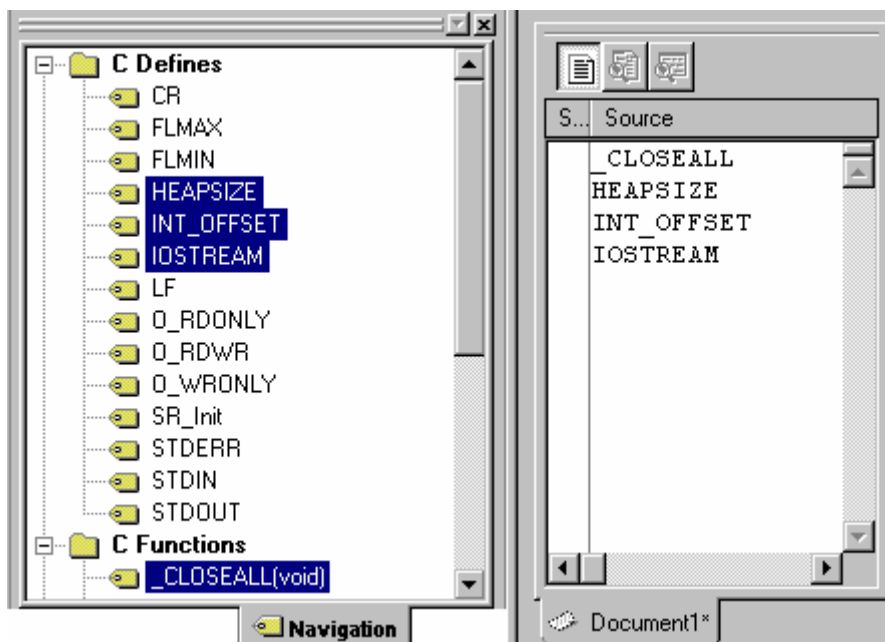 C Defines
CR
FLMAX
FLMIN
HEAPSIZE
INT_OFFSET
IOSTREAM
LF
O_RDONLY
O_RDWR
O_WRONLY
SR_Init
STDERR
STDIN
STDOUT
C Functions
_CLOSEALL(void)
Navigation
S... Source
_CLOSEALL
HEAPSIZE
INT_OFFSET
IOSTREAM
Document1*